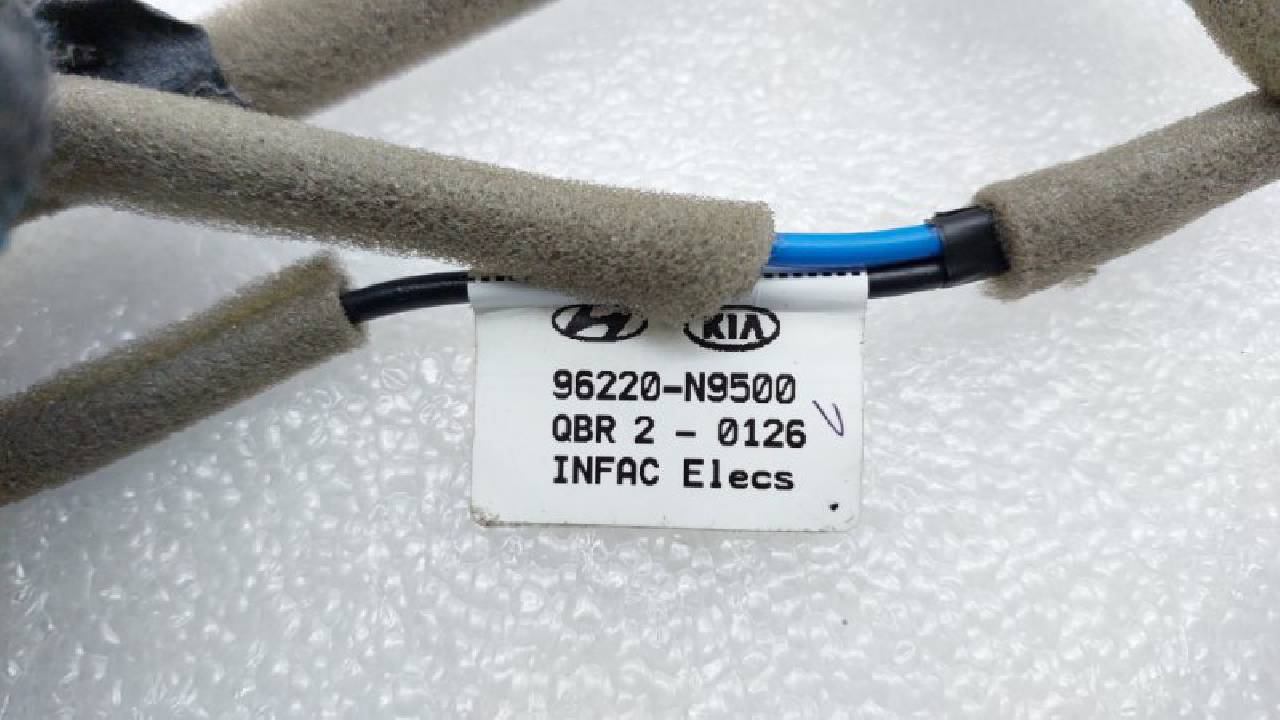 KIA
96220-N9500
QBR 2 - 0126
INFAC Elecs